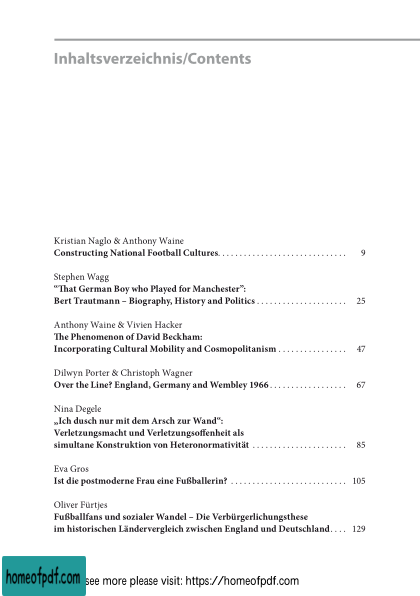 Inhaltsverzeichnis/Contents
Kristian Naglo & Anthony Waine
Constructing National Football Cultures. . . . . . . . . . . . . . . . . . . . . . . . . . . . . . 9
Stephen Wagg
“That German Boy who Played for Manchester”:
Bert Trautmann – Biography, History and Politics . . . . . . . . . . . . . . . . . . . . . 25
Anthony Waine & Vivien Hacker
The Phenomenon of David Beckham:
Incorporating Cultural Mobility and Cosmopolitanism . . . . . . . . . . . . . . . . 47
Dilwyn Porter & Christoph Wagner
Over the Line? England, Germany and Wembley 1966 . . . . . . . . . . . . . . . . . . 67
Nina Degele
„Ich dusch nur mit dem Arsch zur Wand“:
Verletzungsmacht und Verletzungsoffenheit als
simultane Konstruktion von Heteronormativität . . . . . . . . . . . . . . . . . . . . . . 85
Eva Gros
Ist die postmoderne Frau eine Fußballerin? . . . . . . . . . . . . . . . . . . . . . . . . . . . 105
Oliver Fürtjes
Fußballfans und sozialer Wandel – Die Verbürgerlichungsthese
im historischen Ländervergleich zwischen England und Deutschland. . . . 129
homeofpdf.com see more please visit: https://homeofpdf.com